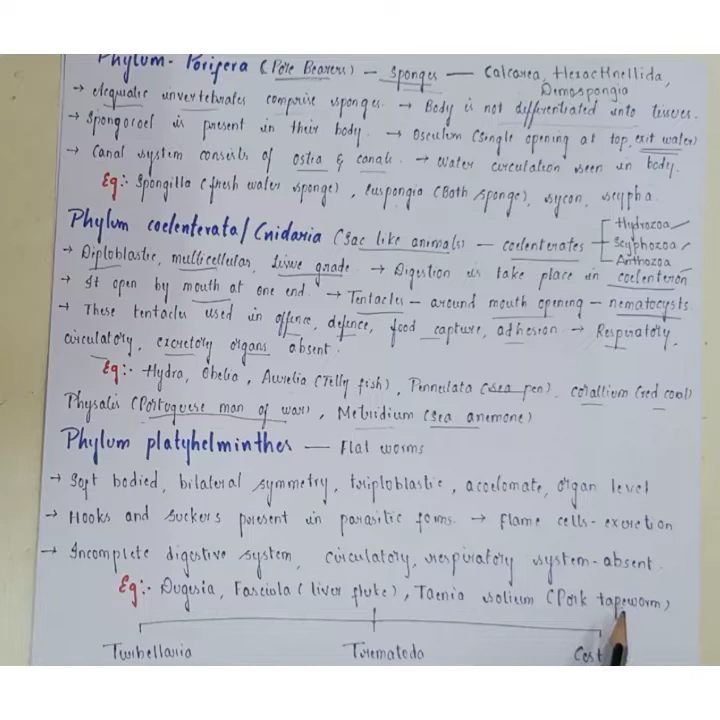 Phylum - Porifera (Pore Bearers) — Sponges — Calcarea, Hexactinellida,
Demospongia
→ Aequatic invertebrates comprise sponges. → Body is not differentiated into tissues.
→ Spongocoel is present in their body. → Osculum (single opening at top, exit water)
→ Canal system consists of ostia & canals. → Water circulation seen in body.
Eg:- Spongilla (fresh water sponge), Euspongia (Both sponge), sycon, scypha.
Phylum coelenterata/Cnidaria (Sac like animals) — coelenterates
Hydrozoa
Scyphozoa
Anthozoa
→ Diploblastic, multicellular, tissue grade → Digestion is take place in coelenteron
→ It open by mouth at one end. → Tentacles - around mouth opening - nematocysts
→ These tentacles used in offence, defence, food capture, adhesion → Respiratory,
circulatory, excretory organs absent.
Eg:- Hydra, Obelia, Aurelia (Jelly fish), Pennulata (sea pen), corallium (red coral)
Physalis (Portoguese man of war), Metridium (Sea anemone)
Phylum platyhelminthes — Flat worms
→ Soft bodied, bilateral symmetry, triploblastic, acoelomate, organ level
→ Hooks and suckers present in parasitic forms. → Flame cells - excretion
→ Incomplete digestive system, circulatory, respiratory system - absent.
Eg:- Dugesia, Fasciola (liver fluke), Taenia solium (Pork tapeworm)
Turbellaria Trematoda Cest